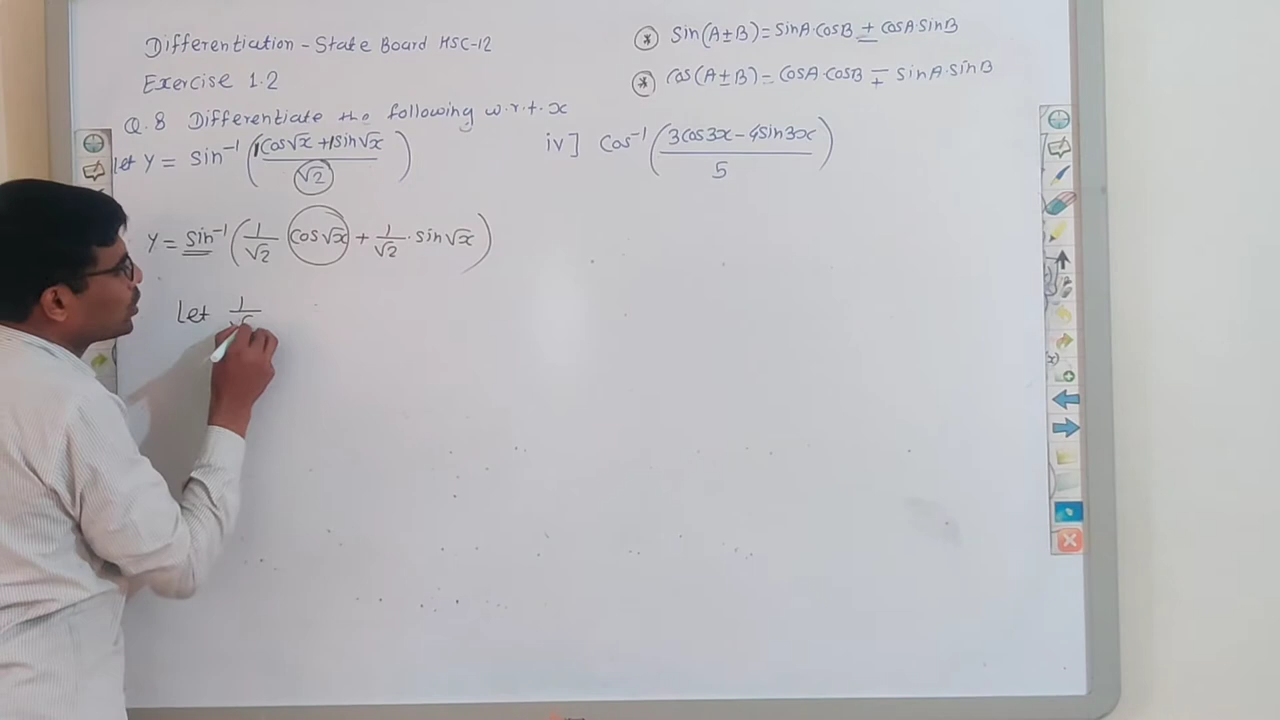 Differentiation - State Board HSC-12
Exercise 1.2
Q.8 Differentiate the following w.r.t. x
Let Y = Sin⁻¹ ( (1Cos√x + 1Sin√x) / √2 )
Y = sin⁻¹ ( 1/√2 Cos√x + 1/√2 · sin√x )
Let 1/√
* Sin(A±B) = SinA·CosB ± CosA·SinB
* Cos(A±B) = CosA·CosB ∓ SinA·SinB
iv] Cos⁻¹ ( (3cos3x - 4sin3x) / 5 )
(x)